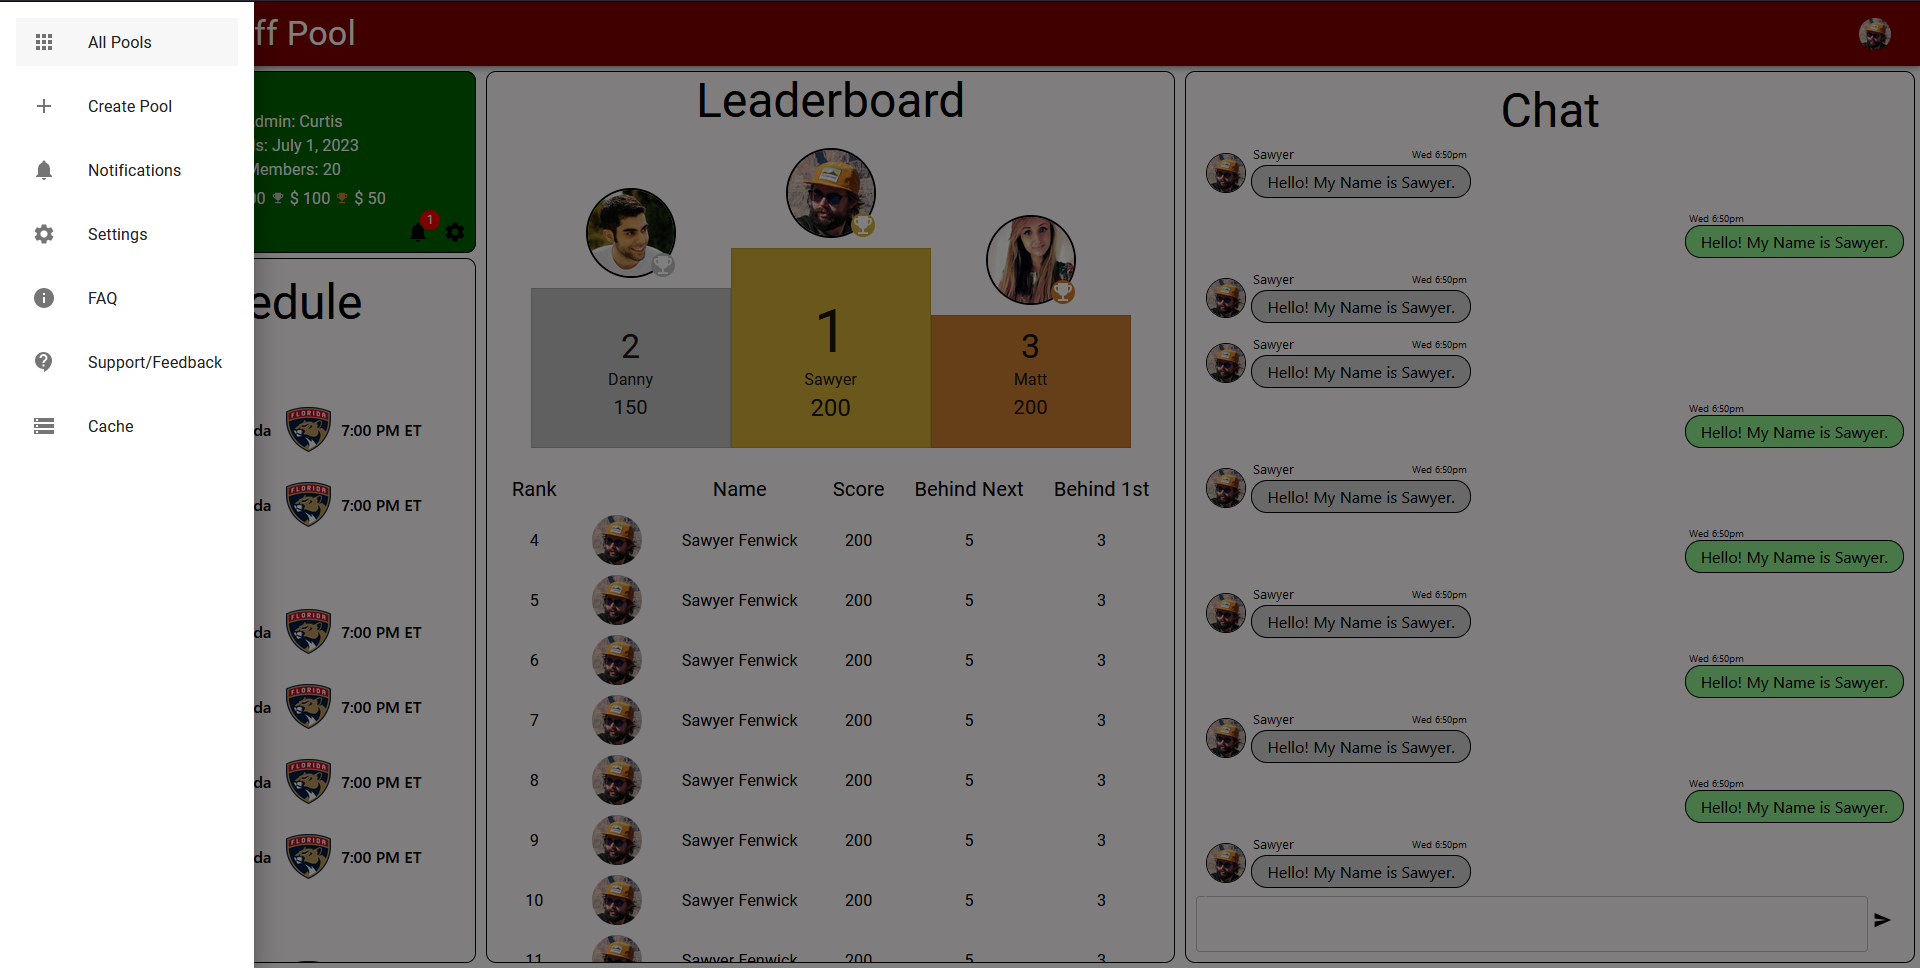 All Pools
Create Pool
Notifications
Settings
FAQ
Support/Feedback
Cache
ff Pool
dmin: Curtis
s: July 1, 2023
Members: 20
00 $ 100 $ 50
1
edule
da FLORIDA 7:00 PM ET
da FLORIDA 7:00 PM ET
da FLORIDA 7:00 PM ET
da FLORIDA 7:00 PM ET
da FLORIDA 7:00 PM ET
da FLORIDA 7:00 PM ET
Leaderboard
2
Danny
150
1
Sawyer
200
3
Matt
200
Rank Name Score Behind Next Behind 1st
4 Sawyer Fenwick 200 5 3
5 Sawyer Fenwick 200 5 3
6 Sawyer Fenwick 200 5 3
7 Sawyer Fenwick 200 5 3
8 Sawyer Fenwick 200 5 3
9 Sawyer Fenwick 200 5 3
10 Sawyer Fenwick 200 5 3
11 Sawyer Fenwick 200 5 3
Chat
Sawyer Wed 6:50pm
Hello! My Name is Sawyer.
Wed 6:50pm
Hello! My Name is Sawyer.
Sawyer Wed 6:50pm
Hello! My Name is Sawyer.
Sawyer Wed 6:50pm
Hello! My Name is Sawyer.
Wed 6:50pm
Hello! My Name is Sawyer.
Sawyer Wed 6:50pm
Hello! My Name is Sawyer.
Wed 6:50pm
Hello! My Name is Sawyer.
Sawyer Wed 6:50pm
Hello! My Name is Sawyer.
Wed 6:50pm
Hello! My Name is Sawyer.
Sawyer Wed 6:50pm
Hello! My Name is Sawyer.
Wed 6:50pm
Hello! My Name is Sawyer.
Sawyer Wed 6:50pm
Hello! My Name is Sawyer.